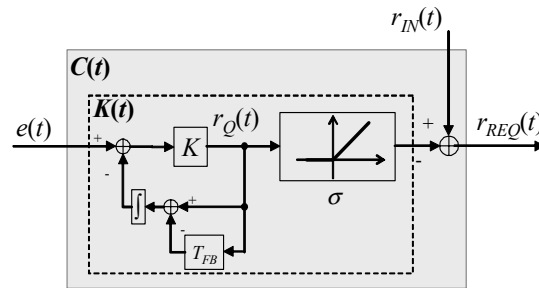 r_IN(t)
C(t)
K(t)
e(t)
+
-
K
r_Q(t)
σ
+
-
r_REQ(t)
∫
+
-
T_FB